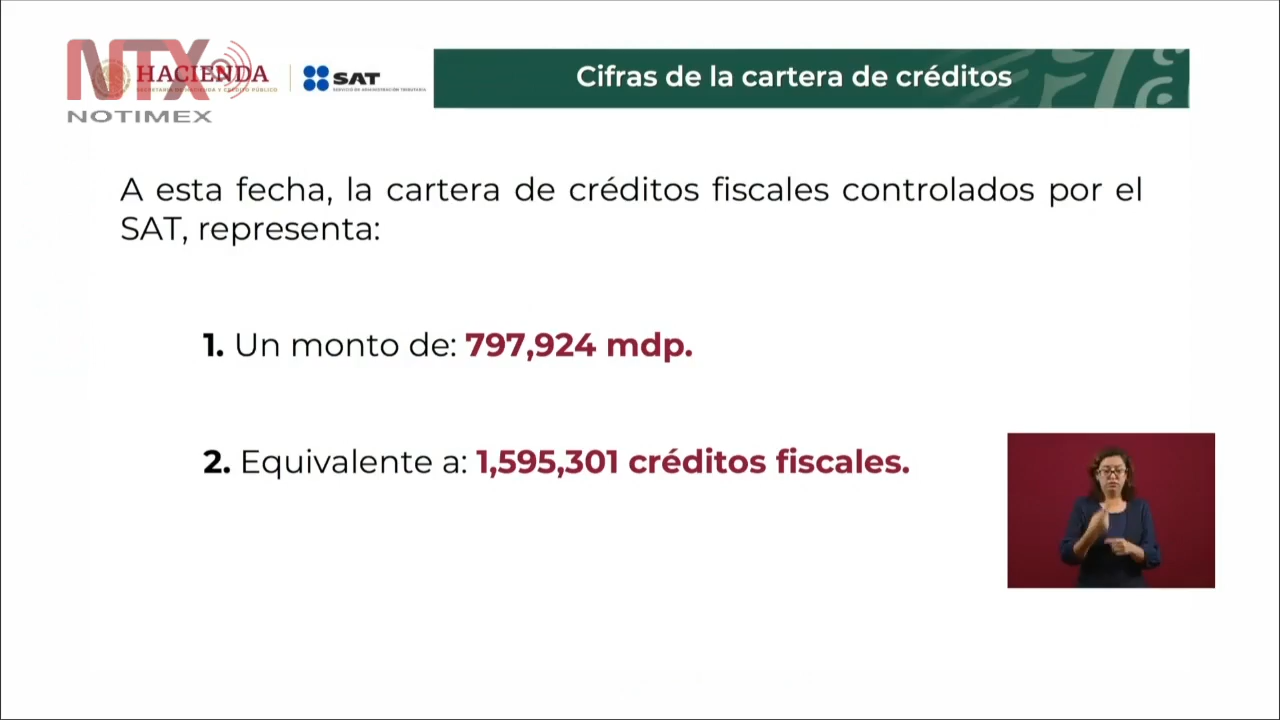 NTX
NOTIMEX
HACIENDA
SECRETARÍA DE HACIENDA Y CRÉDITO PÚBLICO
SAT
SERVICIO DE ADMINISTRACIÓN TRIBUTARIA
Cifras de la cartera de créditos
A esta fecha, la cartera de créditos fiscales controlados por el
SAT, representa:
1. Un monto de: 797,924 mdp.
2. Equivalente a: 1,595,301 créditos fiscales.